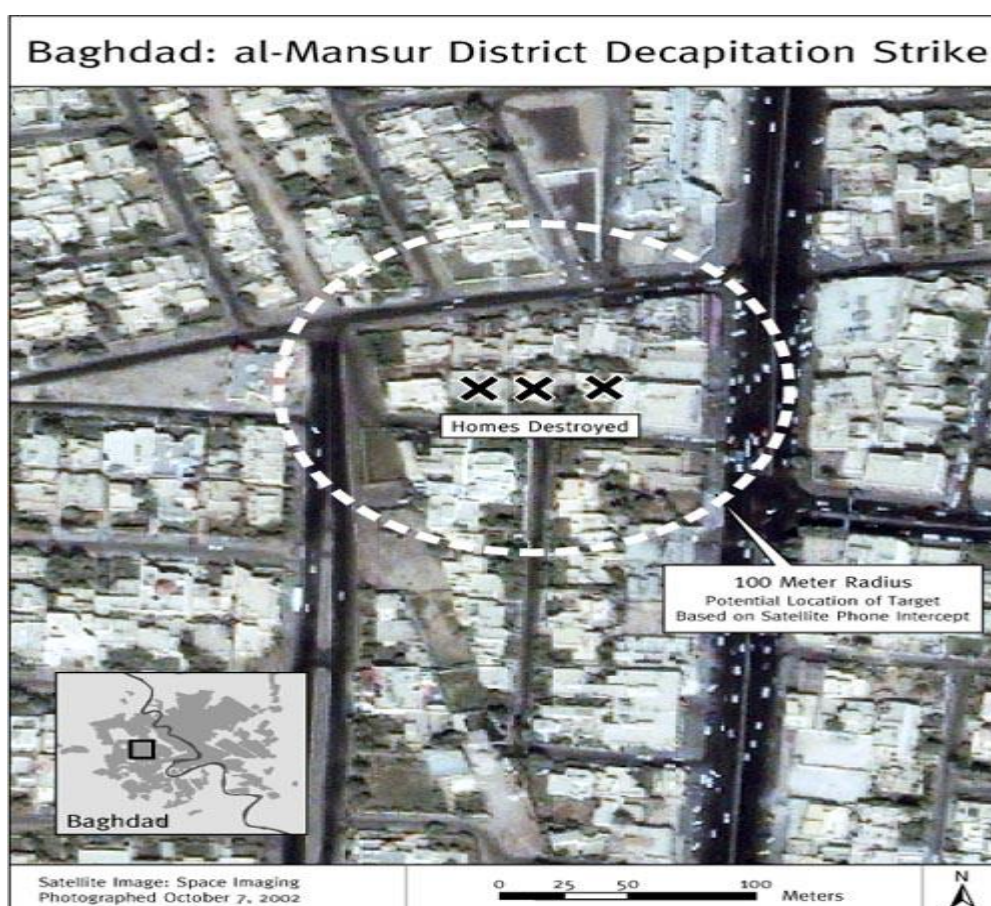 Baghdad: al-Mansur District Decapitation Strike
Homes Destroyed
100 Meter Radius
Potential Location of Target
Based on Satellite Phone Intercept
Baghdad
Satellite Image: Space Imaging
Photographed October 7, 2002
0 25 50 100 Meters
N